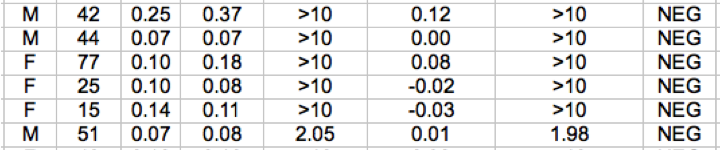 M 42 0.25 0.37 >10 0.12 >10 NEG
M 44 0.07 0.07 >10 0.00 >10 NEG
F 77 0.10 0.18 >10 0.08 >10 NEG
F 25 0.10 0.08 >10 -0.02 >10 NEG
F 15 0.14 0.11 >10 -0.03 >10 NEG
M 51 0.07 0.08 2.05 0.01 1.98 NEG